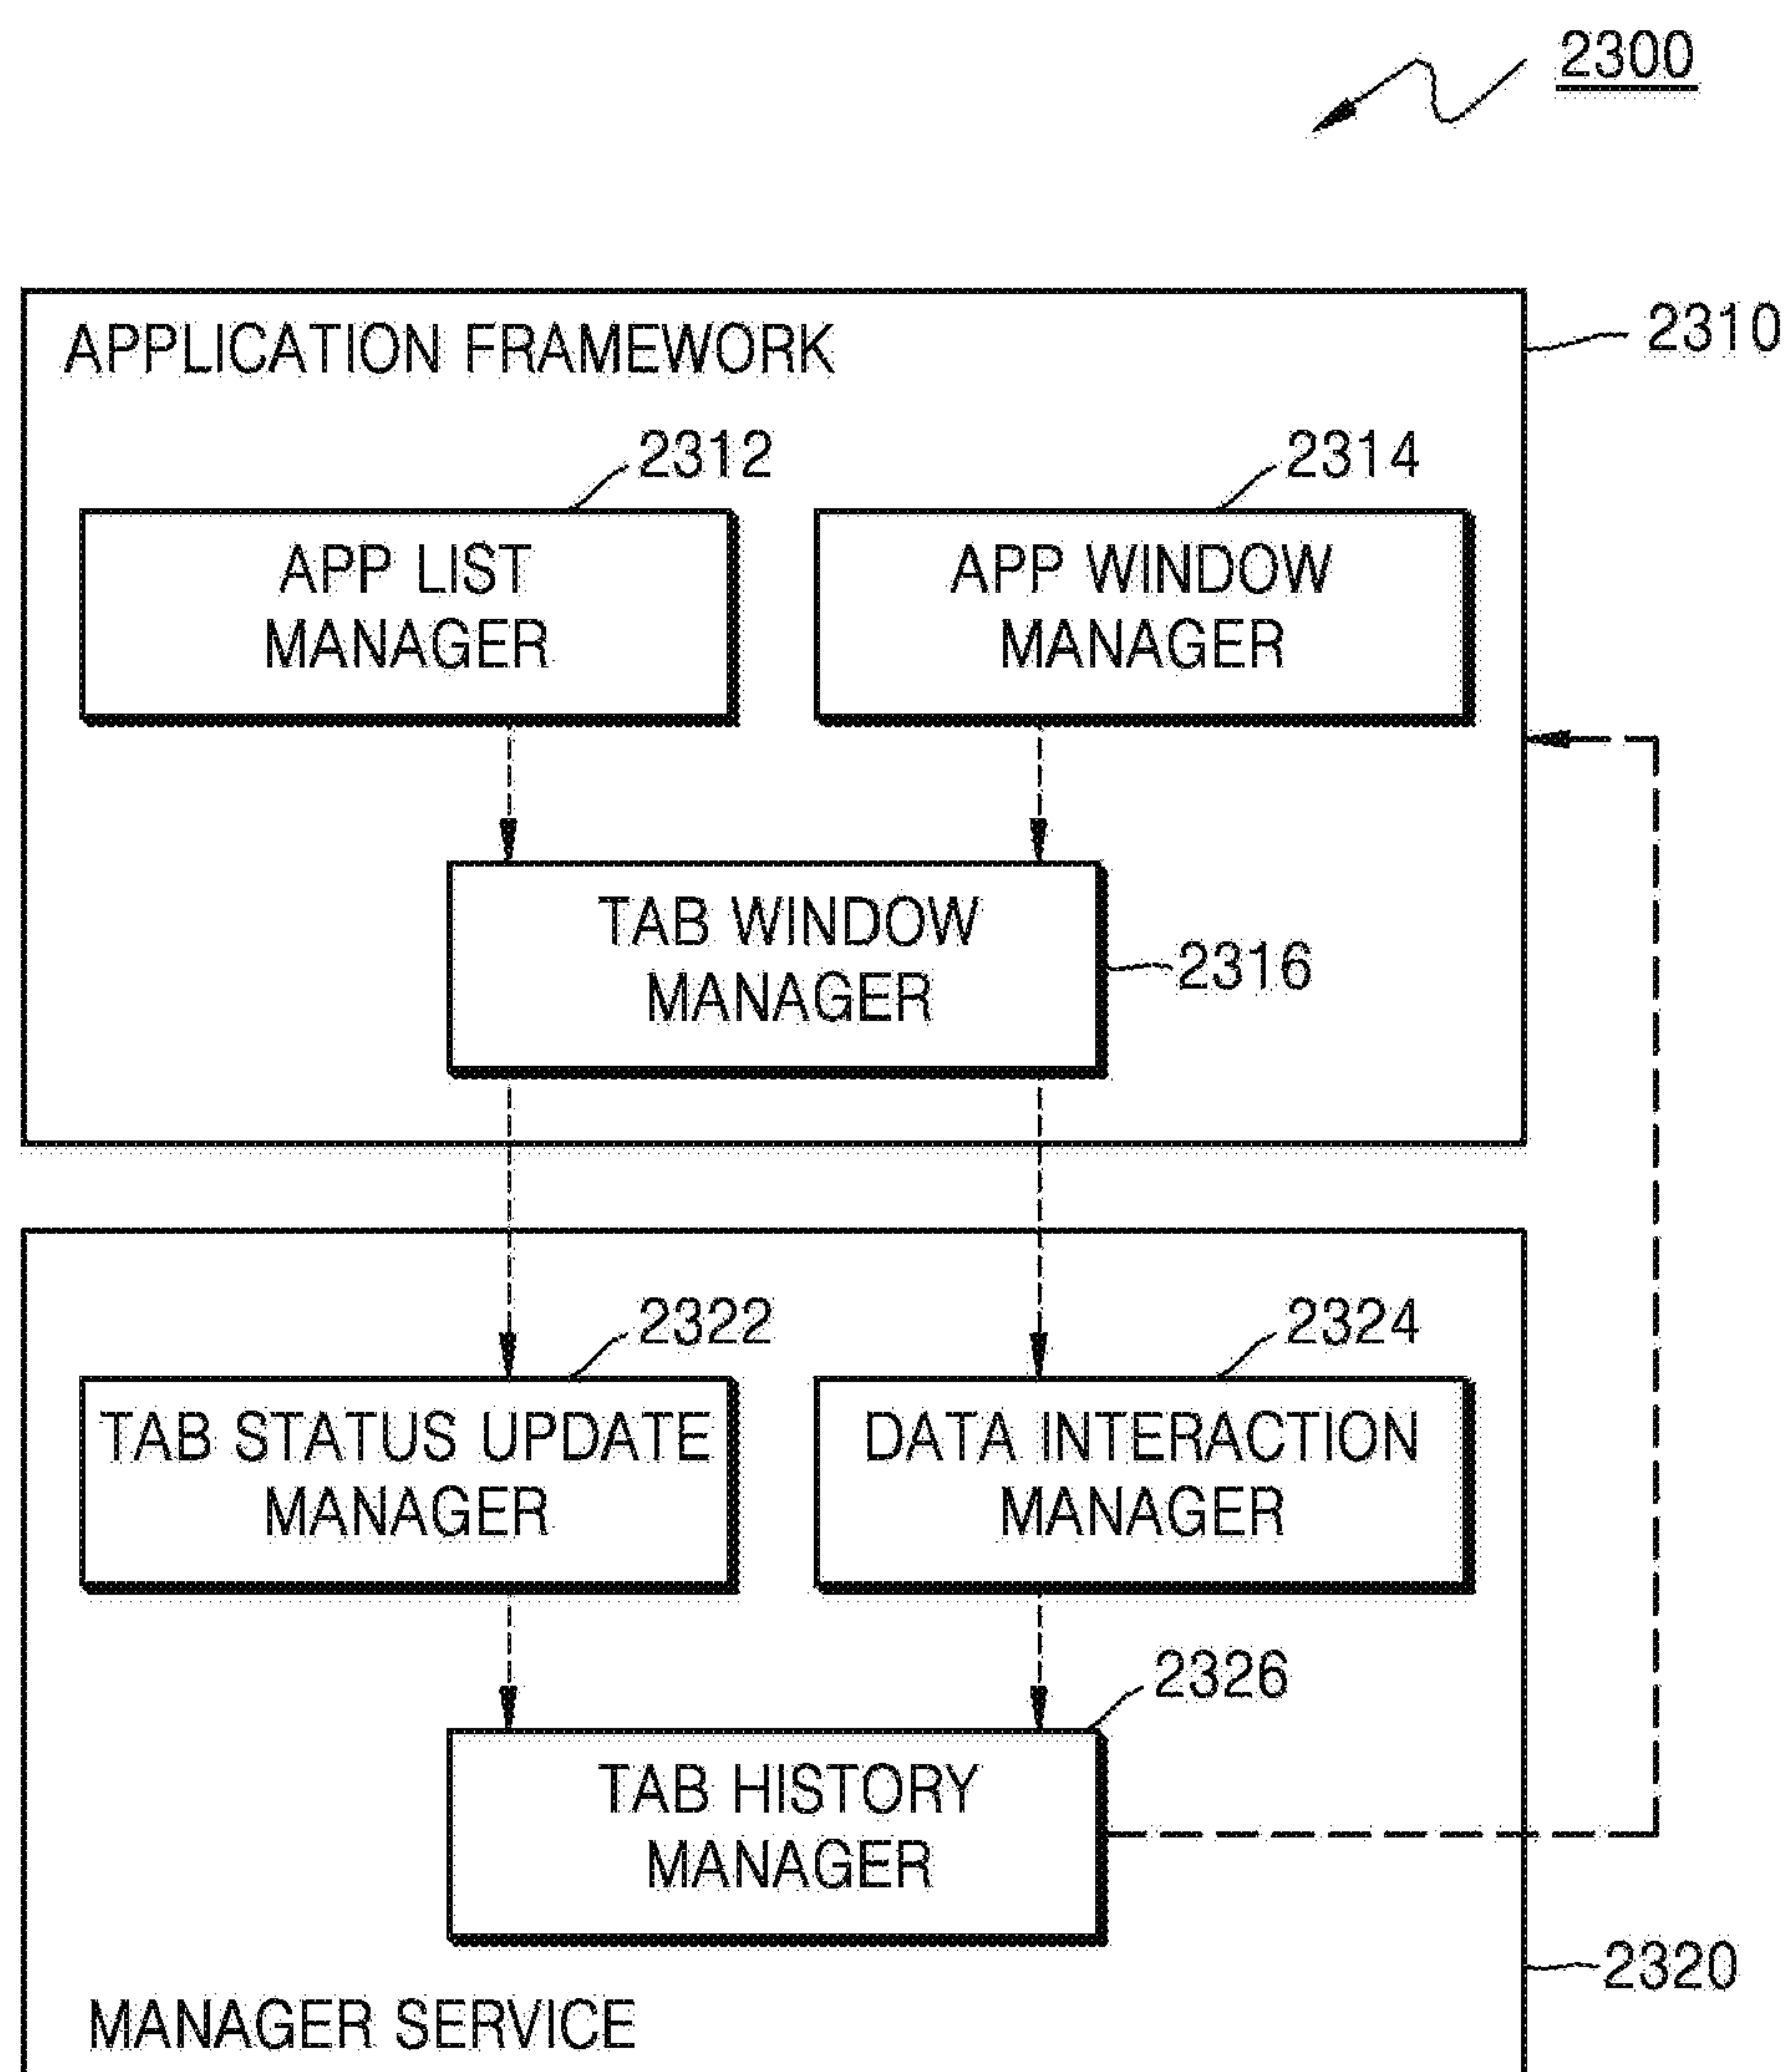 2300
APPLICATION FRAMEWORK
2310
2312
2314
APP LIST
MANAGER
APP WINDOW
MANAGER
TAB WINDOW
MANAGER
2316
2322
2324
TAB STATUS UPDATE
MANAGER
DATA INTERACTION
MANAGER
2326
TAB HISTORY
MANAGER
2320
MANAGER SERVICE